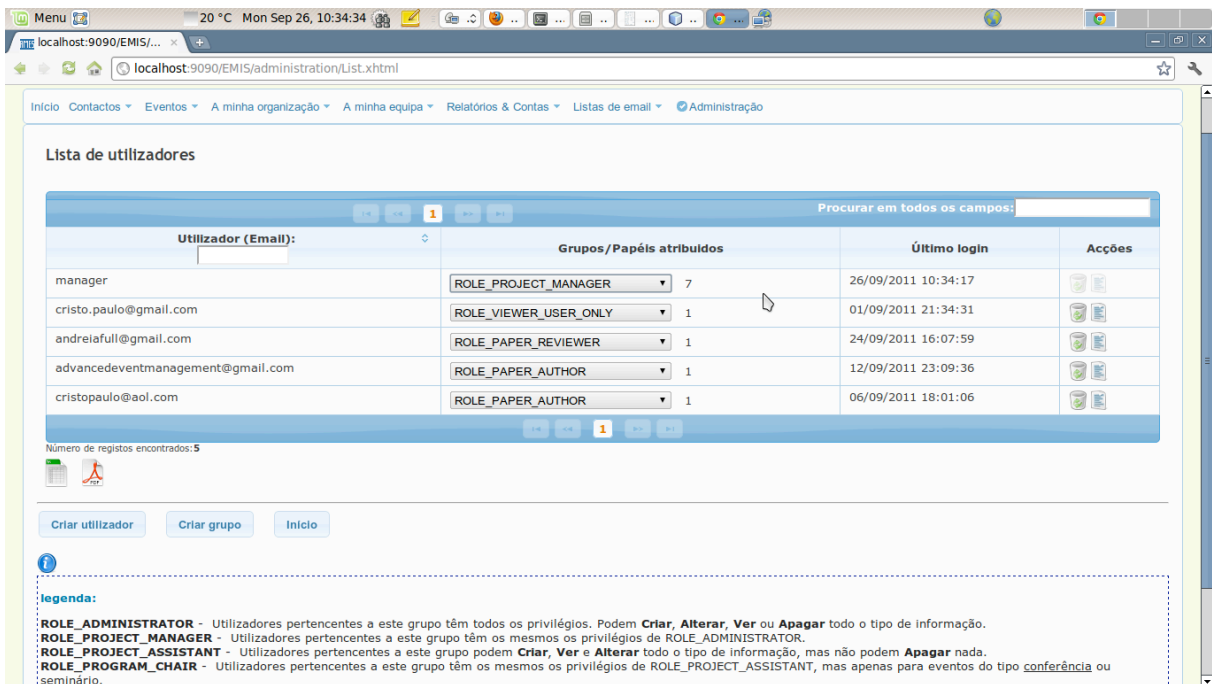 Menu 20 °C Mon Sep 26, 10:34:34
localhost:9090/EMIS/... ×
localhost:9090/EMIS/administration/List.xhtml
Início Contactos Eventos A minha organização A minha equipa Relatórios & Contas Listas de email Administração
Lista de utilizadores
1 Procurar em todos os campos:
Utilizador (Email): Grupos/Papéis atribuidos Último login Acções
manager ROLE_PROJECT_MANAGER 7 26/09/2011 10:34:17
cristo.paulo@gmail.com ROLE_VIEWER_USER_ONLY 1 01/09/2011 21:34:31
andreiafull@gmail.com ROLE_PAPER_REVIEWER 1 24/09/2011 16:07:59
advancedeventmanagement@gmail.com ROLE_PAPER_AUTHOR 1 12/09/2011 23:09:36
cristopaulo@aol.com ROLE_PAPER_AUTHOR 1 06/09/2011 18:01:06
1
Número de registos encontrados:5
PDF
Criar utilizador Criar grupo Início
legenda:
ROLE_ADMINISTRATOR - Utilizadores pertencentes a este grupo têm todos os privilégios. Podem Criar, Alterar, Ver ou Apagar todo o tipo de informação.
ROLE_PROJECT_MANAGER - Utilizadores pertencentes a este grupo têm os mesmos os privilégios de ROLE_ADMINISTRATOR.
ROLE_PROJECT_ASSISTANT - Utilizadores pertencentes a este grupo podem Criar, Ver e Alterar todo o tipo de informação, mas não podem Apagar nada.
ROLE_PROGRAM_CHAIR - Utilizadores pertencentes a este grupo têm os mesmos os privilégios de ROLE_PROJECT_ASSISTANT, mas apenas para eventos do tipo conferência ou
seminário.